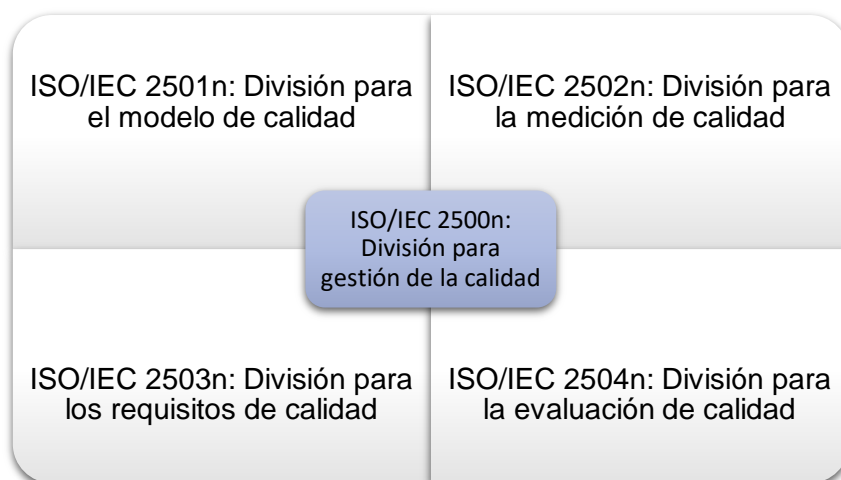 ISO/IEC 2501n: División para
el modelo de calidad
ISO/IEC 2502n: División para
la medición de calidad
ISO/IEC 2500n:
División para
gestión de la calidad
ISO/IEC 2503n: División para
los requisitos de calidad
ISO/IEC 2504n: División para
la evaluación de calidad